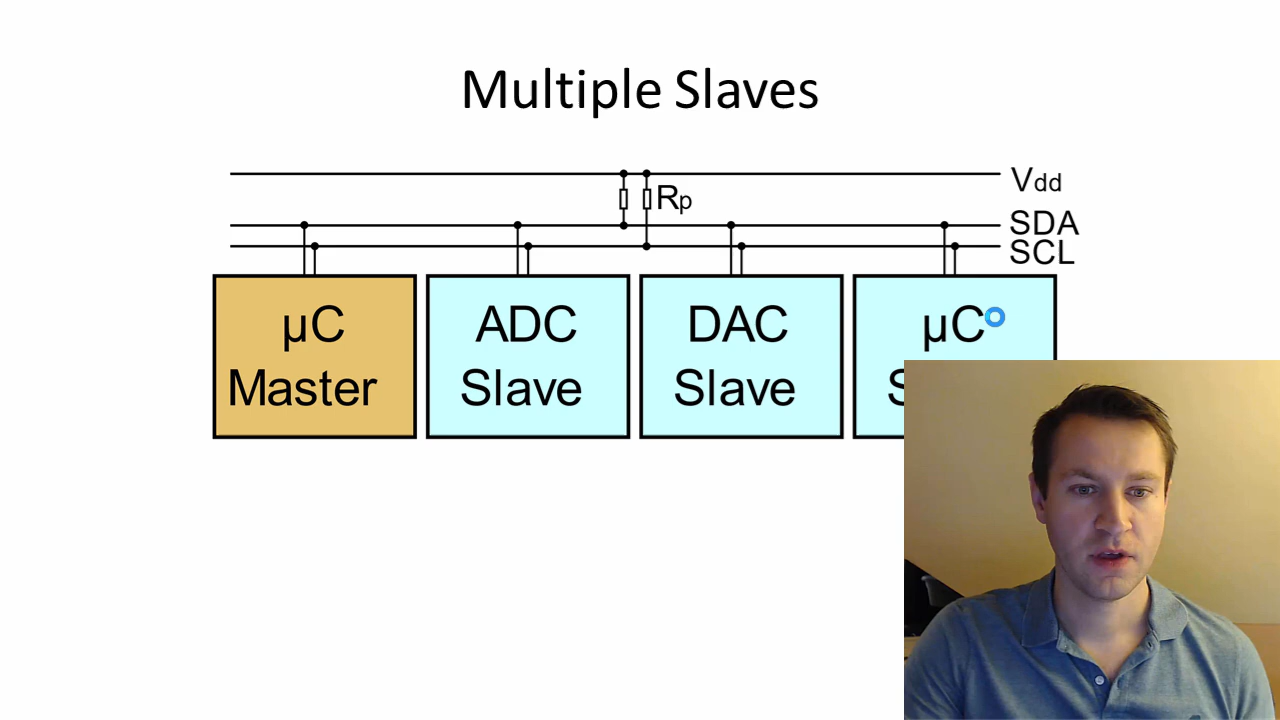 Multiple Slaves
Vdd
Rp
SDA
SCL
µC
Master
ADC
Slave
DAC
Slave
µC
S